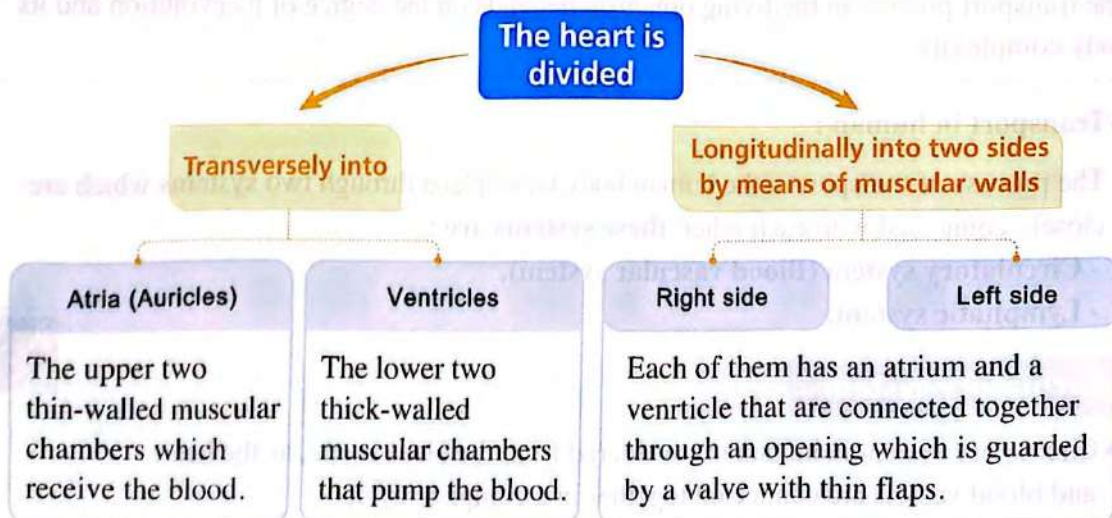 The heart is
divided
Transversely into
Longitudinally into two sides
by means of muscular walls
Atria (Auricles)
The upper two
thin-walled muscular
chambers which
receive the blood.
Ventricles
The lower two
thick-walled
muscular chambers
that pump the blood.
Right side
Left side
Each of them has an atrium and a
venrticle that are connected together
through an opening which is guarded
by a valve with thin flaps.